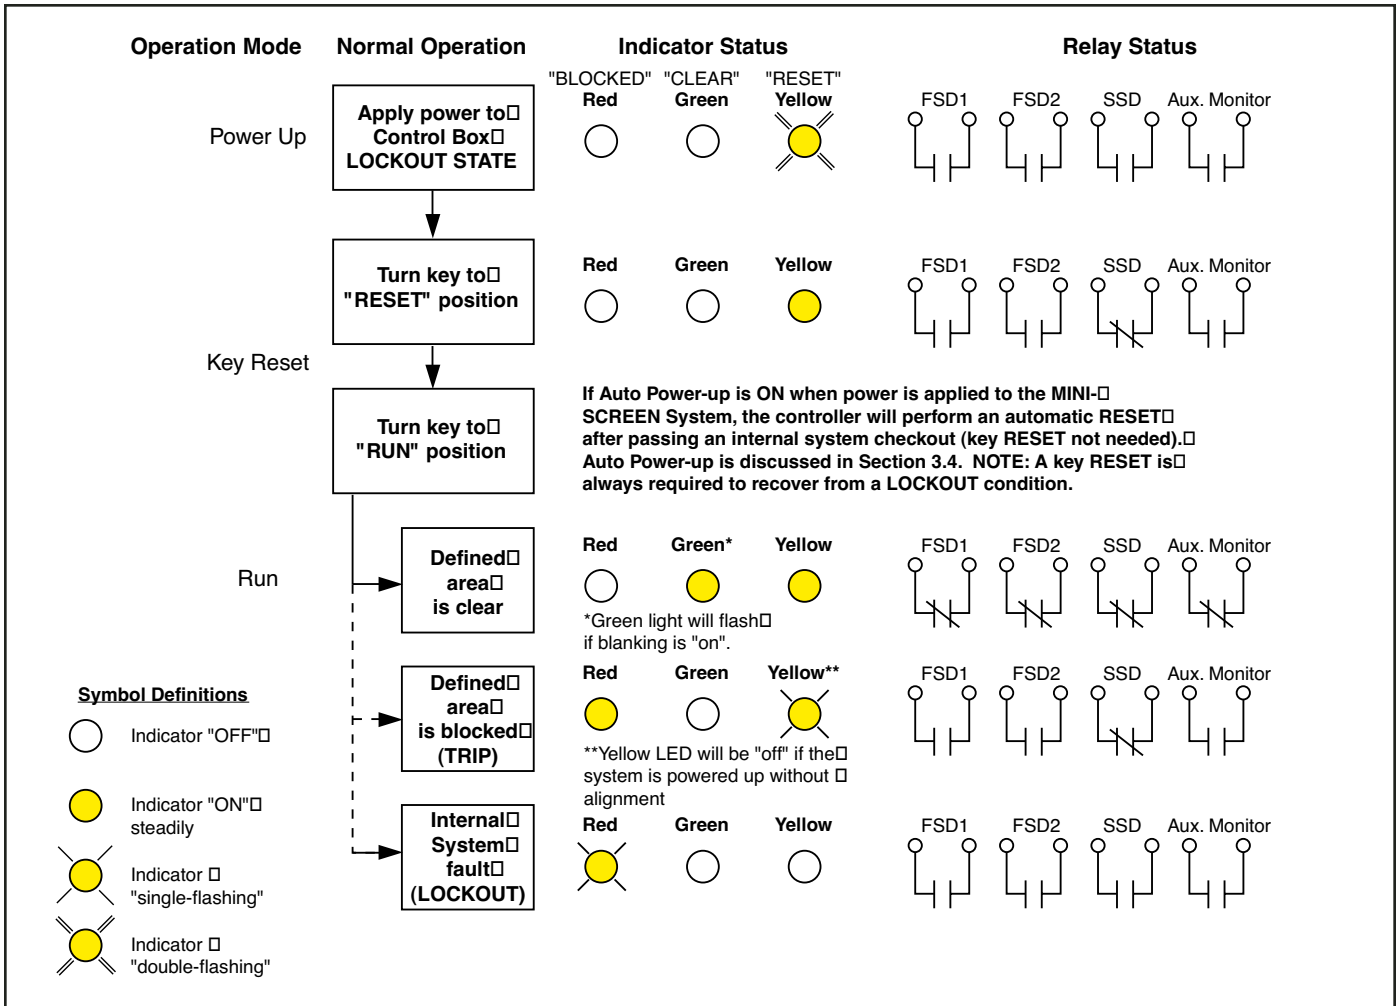 Operation Mode Normal Operation Indicator Status Relay Status
"BLOCKED" "CLEAR" "RESET"
Red Green Yellow
FSD1 FSD2 SSD Aux. Monitor
Power Up
Apply power to
Control Box
LOCKOUT STATE
Turn key to
"RESET" position
Red Green Yellow
FSD1 FSD2 SSD Aux. Monitor
Key Reset
Turn key to
"RUN" position
If Auto Power-up is ON when power is applied to the MINI-
SCREEN System, the controller will perform an automatic RESET
after passing an internal system checkout (key RESET not needed).
Auto Power-up is discussed in Section 3.4. NOTE: A key RESET is
always required to recover from a LOCKOUT condition.
Run
Defined
area
is clear
Red Green* Yellow
FSD1 FSD2 SSD Aux. Monitor
*Green light will flash
if blanking is "on".
Defined
area
is blocked
(TRIP)
Red Green Yellow**
FSD1 FSD2 SSD Aux. Monitor
**Yellow LED will be "off" if the
system is powered up without
alignment
Internal
System
fault
(LOCKOUT)
Red Green Yellow
FSD1 FSD2 SSD Aux. Monitor
Symbol Definitions
Indicator "OFF"
Indicator "ON"
steadily
Indicator
"single-flashing"
Indicator
"double-flashing"